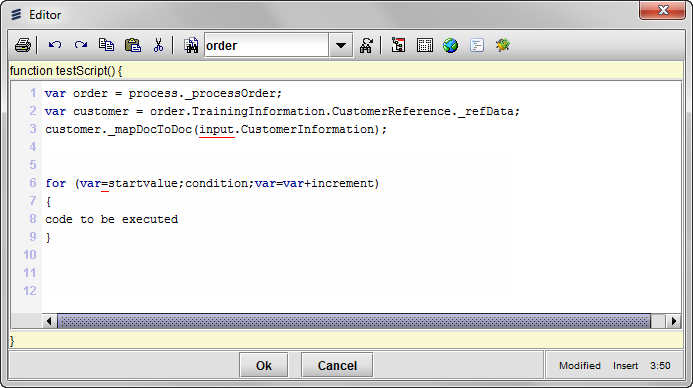 Editor
order
function testScript() {
1 var order = process._processOrder;
2 var customer = order.TrainingInformation.CustomerReference._refData;
3 customer._mapDocToDoc(input.CustomerInformation);
4
5
6 for (var=startvalue;condition;var=var+increment)
7 {
8 code to be executed
9 }
10
11
12
}
Ok Cancel Modified Insert 3:50